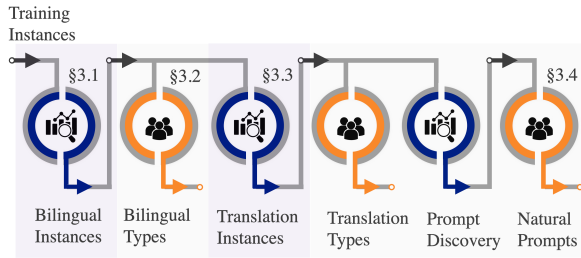 Training
Instances
§3.1
§3.2
§3.3
§3.4
Bilingual
Instances
Bilingual
Types
Translation
Instances
Translation
Types
Prompt
Discovery
Natural
Prompts